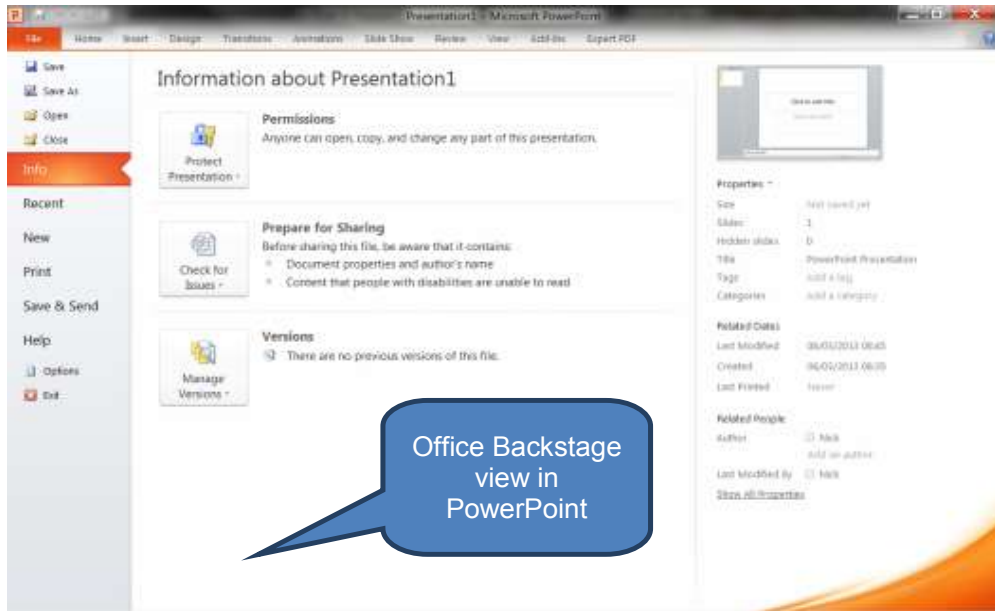 Presentation1 - Microsoft PowerPoint
File Home Insert Design Transitions Animations Slide Show Review View Add-Ins Expert PDF
Save
Save As
Open
Close
Info
Recent
New
Print
Save & Send
Help
Options
Exit
Information about Presentation1
Protect
Presentation
Permissions
Anyone can open, copy, and change any part of this presentation.
Check for
Issues
Prepare for Sharing
Before sharing this file, be aware that it contains:
Document properties and author's name
Content that people with disabilities are unable to read
Manage
Versions
Versions
There are no previous versions of this file.
Office Backstage
view in
PowerPoint
Click to add title
Properties
Size Not saved yet
Slides 1
Hidden slides 0
Title PowerPoint Presentation
Tags Add a tag
Categories Add a category
Related Dates
Last Modified
Created
Last Printed Never
Related People
Author Nick
Add an author
Last Modified By Nick
Show All Properties